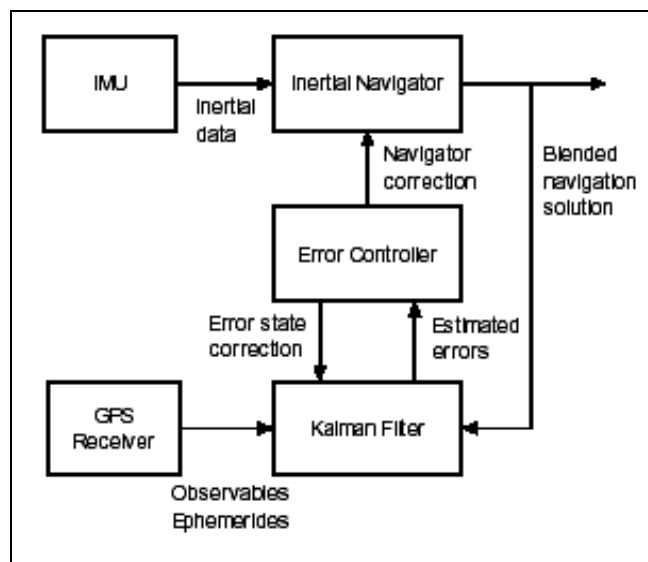 IMU
Inertial Navigator
Inertial
data
Navigator
correction
Blended
navigation
solution
Error Controller
Error state
correction
Estimated
errors
GPS
Receiver
Kalman Filter
Observables
Ephemerides